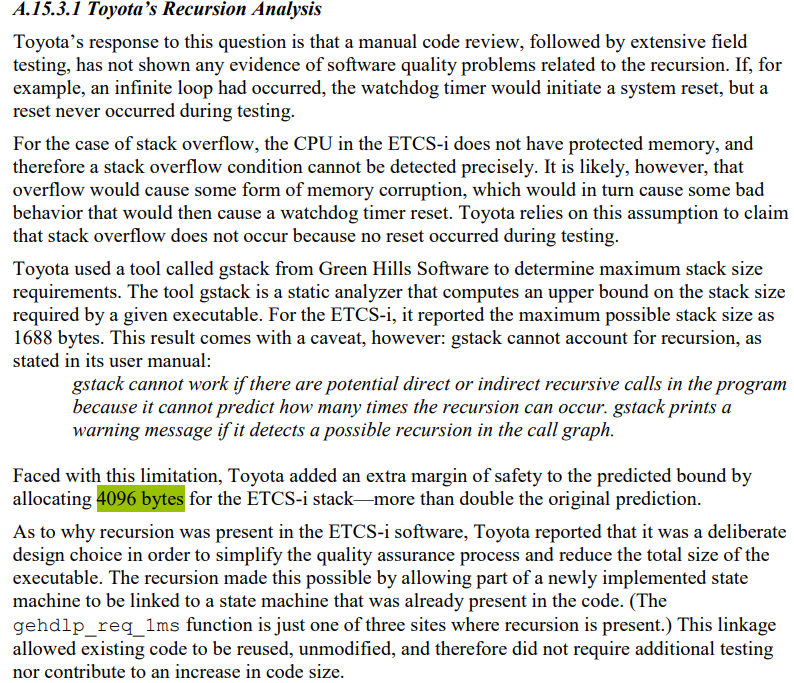 A.15.3.1 Toyota’s Recursion Analysis
Toyota’s response to this question is that a manual code review, followed by extensive field
testing, has not shown any evidence of software quality problems related to the recursion. If, for
example, an infinite loop had occurred, the watchdog timer would initiate a system reset, but a
reset never occurred during testing.
For the case of stack overflow, the CPU in the ETCS-i does not have protected memory, and
therefore a stack overflow condition cannot be detected precisely. It is likely, however, that
overflow would cause some form of memory corruption, which would in turn cause some bad
behavior that would then cause a watchdog timer reset. Toyota relies on this assumption to claim
that stack overflow does not occur because no reset occurred during testing.
Toyota used a tool called gstack from Green Hills Software to determine maximum stack size
requirements. The tool gstack is a static analyzer that computes an upper bound on the stack size
required by a given executable. For the ETCS-i, it reported the maximum possible stack size as
1688 bytes. This result comes with a caveat, however: gstack cannot account for recursion, as
stated in its user manual:
gstack cannot work if there are potential direct or indirect recursive calls in the program
because it cannot predict how many times the recursion can occur. gstack prints a
warning message if it detects a possible recursion in the call graph.
Faced with this limitation, Toyota added an extra margin of safety to the predicted bound by
allocating 4096 bytes for the ETCS-i stack—more than double the original prediction.
As to why recursion was present in the ETCS-i software, Toyota reported that it was a deliberate
design choice in order to simplify the quality assurance process and reduce the total size of the
executable. The recursion made this possible by allowing part of a newly implemented state
machine to be linked to a state machine that was already present in the code. (The
gehdlp_req_1ms function is just one of three sites where recursion is present.) This linkage
allowed existing code to be reused, unmodified, and therefore did not require additional testing
nor contribute to an increase in code size.